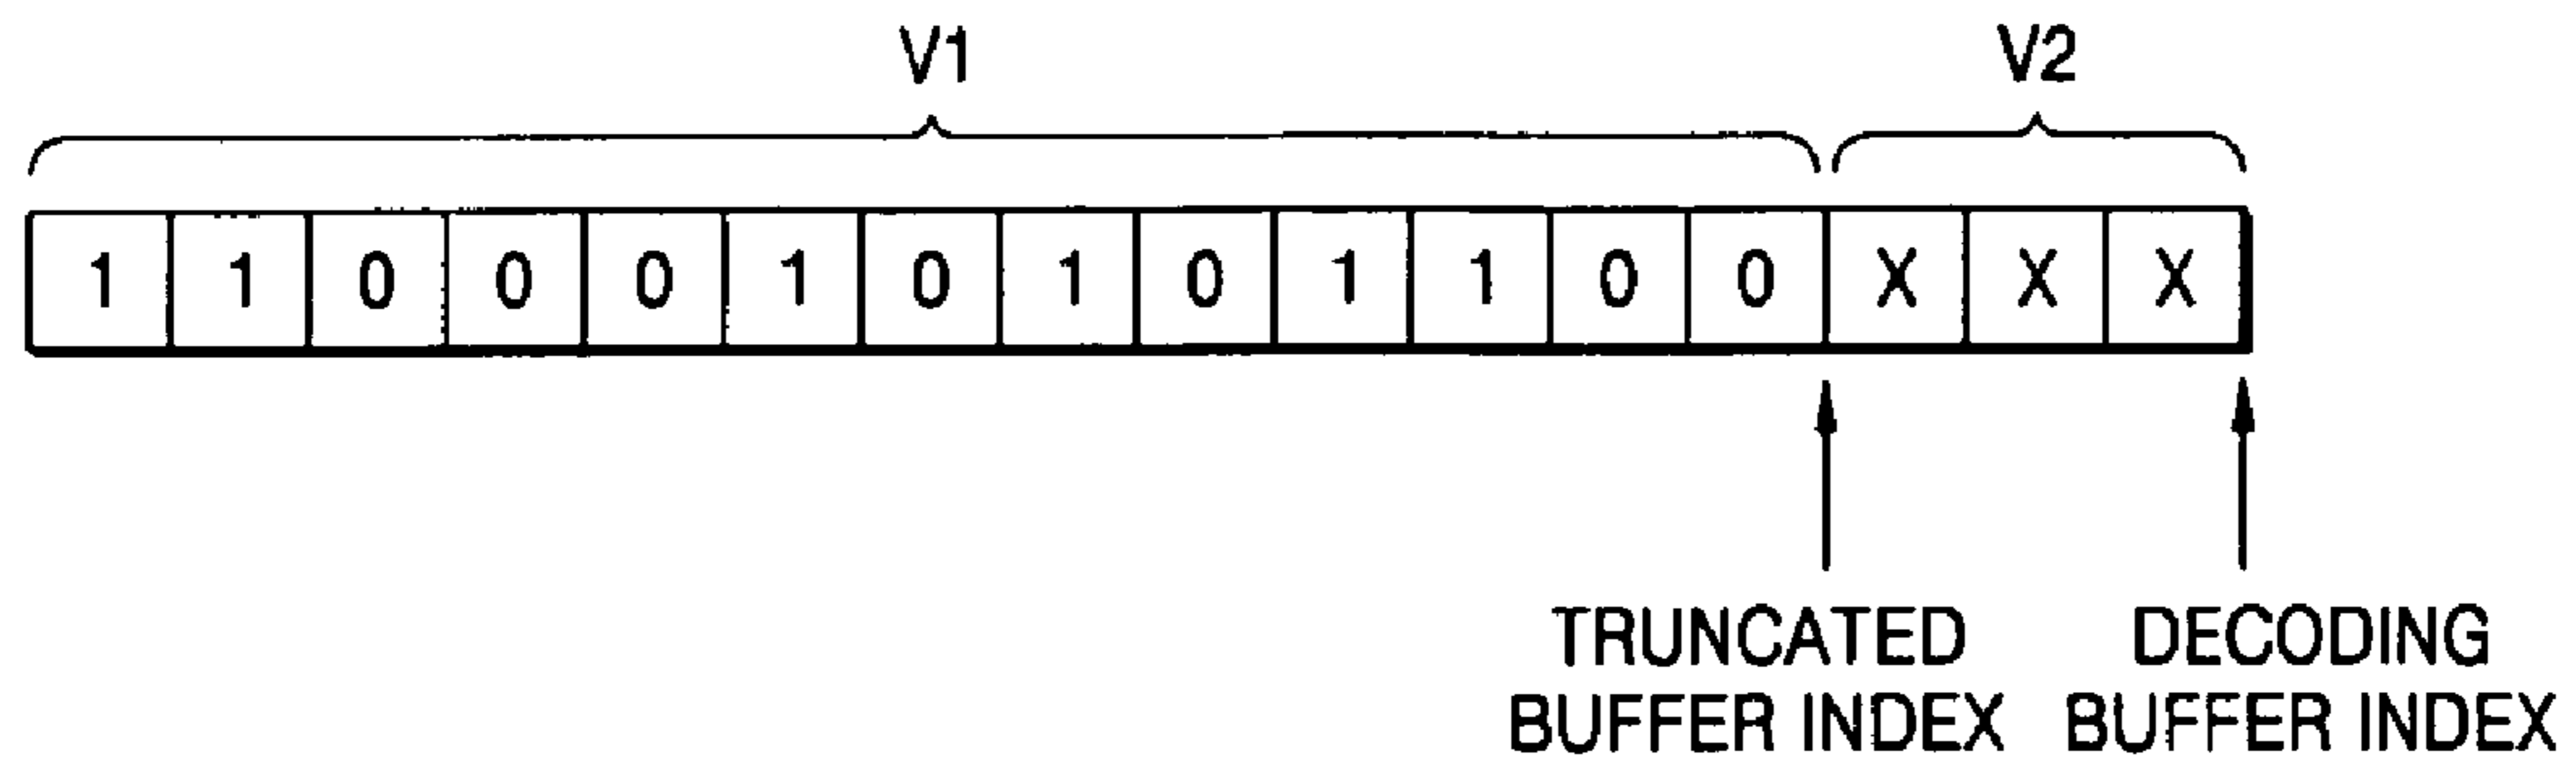 V1 V2
1 1 0 0 0 1 0 1 0 1 1 0 0 X X X
TRUNCATED DECODING
BUFFER INDEX BUFFER INDEX